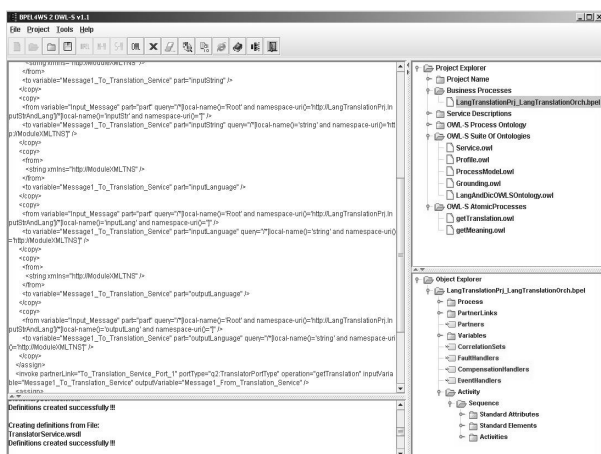 BPEL4WS 2 OWL-S v1.1
File Project Tools Help
<string xmlns="http://ModuleXMLTNS" />
</from>
<to variable="Message1_To_Translation_Service" part="inputString" />
</copy>
<copy>
<from variable="Input_Message" part="part" query="/*[local-name()='Root' and namespace-uri()='http://LangTranslationPrj.In
putStrAndLang']/*[local-name()='inputStr' and namespace-uri()='']" />
<to variable="Message1_To_Translation_Service" part="inputString" query="/*[local-name()='string' and namespace-uri()='htt
p://ModuleXMLTNS']" />
</copy>
<copy>
<from>
<string xmlns="http://ModuleXMLTNS" />
</from>
<to variable="Message1_To_Translation_Service" part="inputLanguage" />
</copy>
<copy>
<from variable="Input_Message" part="part" query="/*[local-name()='Root' and namespace-uri()='http://LangTranslationPrj.In
putStrAndLang']/*[local-name()='inputLang' and namespace-uri()='']" />
<to variable="Message1_To_Translation_Service" part="inputLanguage" query="/*[local-name()='string' and namespace-uri()
='http://ModuleXMLTNS']" />
</copy>
<copy>
<from>
<string xmlns="http://ModuleXMLTNS" />
</from>
<to variable="Message1_To_Translation_Service" part="outputLanguage" />
</copy>
<copy>
<from variable="Input_Message" part="part" query="/*[local-name()='Root' and namespace-uri()='http://LangTranslationPrj.In
putStrAndLang']/*[local-name()='outputLang' and namespace-uri()='']" />
<to variable="Message1_To_Translation_Service" part="outputLanguage" query="/*[local-name()='string' and namespace-uri
()='http://ModuleXMLTNS']" />
</copy>
</assign>
<invoke partnerLink="To_Translation_Service_Port_1" portType="q2:TranslatorPortType" operation="getTranslation" inputVaria
ble="Message1_To_Translation_Service" outputVariable="Message1_From_Translation_Service" />
<assign>
Definitions created successfully !!!
Creating definitions from File:
TranslatorService.wsdl
Definitions created successfully !!!
Project Explorer
Project Name
Business Processes
LangTranslationPrj_LangTranslationOrch.bpel
Service Descriptions
OWL-S Process Ontology
OWL-S Suite Of Ontologies
Service.owl
Profile.owl
ProcessModel.owl
Grounding.owl
LangAndDicOWLSOntology.owl
OWL-S AtomicProcesses
getTranslation.owl
getMeaning.owl
Object Explorer
LangTranslationPrj_LangTranslationOrch.bpel
Process
PartnerLinks
Partners
Variables
CorrelationSets
FaultHandlers
CompensationHandlers
EventHandlers
Activity
Sequence
Standard Attributes
Standard Elements
Activities